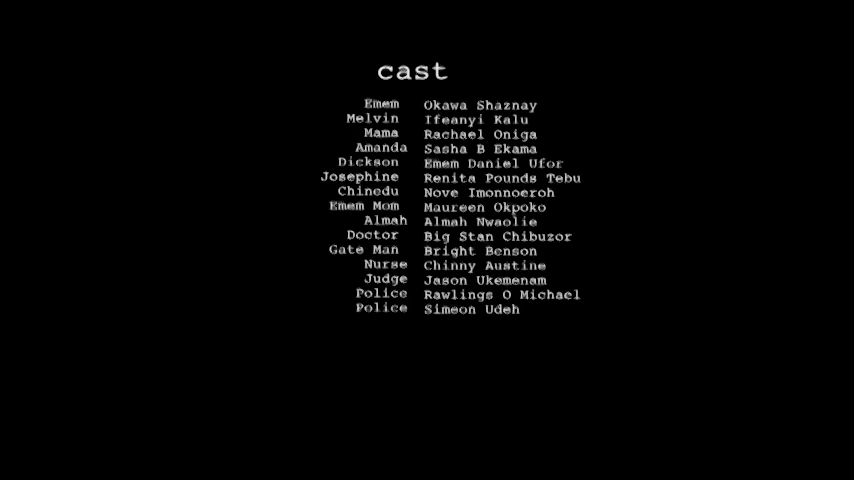 cast
Emem Okawa Shaznay
Melvin Ifeanyi Kalu
Mama Rachael Oniga
Amanda Sasha B Ekama
Dickson Emem Daniel Ufor
Josephine Renita Pounds Tebu
Chinedu Nove Imonnoeroh
Emem Mom Maureen Okpoko
Almah Almah Nwaolie
Doctor Big Stan Chibuzor
Gate Man Bright Benson
Nurse Chinny Austine
Judge Jason Ukemenam
Police Rawlings O Michael
Police Simeon Udeh